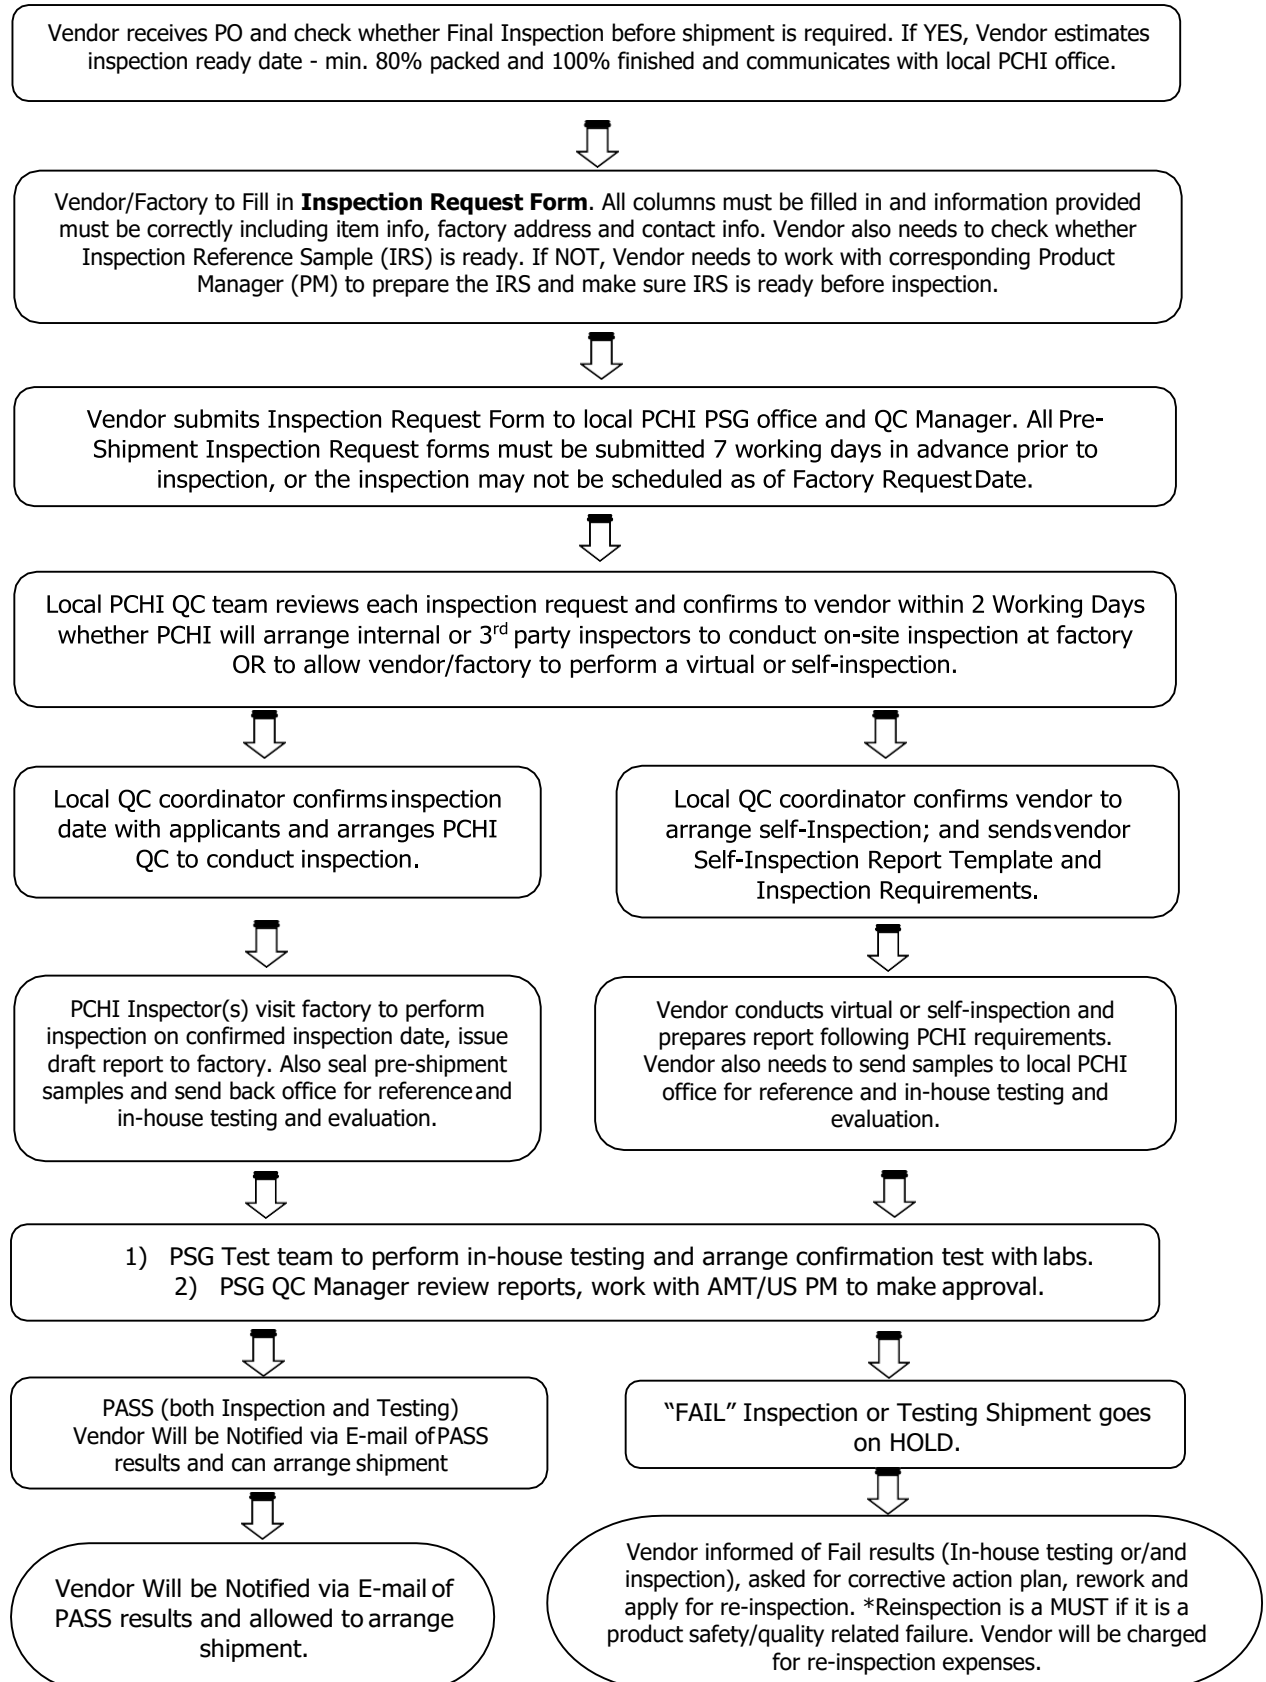 Vendor receives PO and check whether Final Inspection before shipment is required. If YES, Vendor estimates
inspection ready date - min. 80% packed and 100% finished and communicates with local PCHI office.
Vendor/Factory to Fill in Inspection Request Form. All columns must be filled in and information provided
must be correctly including item info, factory address and contact info. Vendor also needs to check whether
Inspection Reference Sample (IRS) is ready. If NOT, Vendor needs to work with corresponding Product
Manager (PM) to prepare the IRS and make sure IRS is ready before inspection.
Vendor submits Inspection Request Form to local PCHI PSG office and QC Manager. All Pre-
Shipment Inspection Request forms must be submitted 7 working days in advance prior to
inspection, or the inspection may not be scheduled as of Factory Request Date.
Local PCHI QC team reviews each inspection request and confirms to vendor within 2 Working Days
whether PCHI will arrange internal or 3rd party inspectors to conduct on-site inspection at factory
OR to allow vendor/factory to perform a virtual or self-inspection.
Local QC coordinator confirms inspection
date with applicants and arranges PCHI
QC to conduct inspection.
Local QC coordinator confirms vendor to
arrange self-Inspection; and sends vendor
Self-Inspection Report Template and
Inspection Requirements.
PCHI Inspector(s) visit factory to perform
inspection on confirmed inspection date, issue
draft report to factory. Also seal pre-shipment
samples and send back office for reference and
in-house testing and evaluation.
Vendor conducts virtual or self-inspection and
prepares report following PCHI requirements.
Vendor also needs to send samples to local PCHI
office for reference and in-house testing and
evaluation.
1) PSG Test team to perform in-house testing and arrange confirmation test with labs.
2) PSG QC Manager review reports, work with AMT/US PM to make approval.
PASS (both Inspection and Testing)
Vendor Will be Notified via E-mail of PASS
results and can arrange shipment
“FAIL” Inspection or Testing Shipment goes
on HOLD.
Vendor Will be Notified via E-mail of
PASS results and allowed to arrange
shipment.
Vendor informed of Fail results (In-house testing or/and
inspection), asked for corrective action plan, rework and
apply for re-inspection. *Reinspection is a MUST if it is a
product safety/quality related failure. Vendor will be charged
for re-inspection expenses.